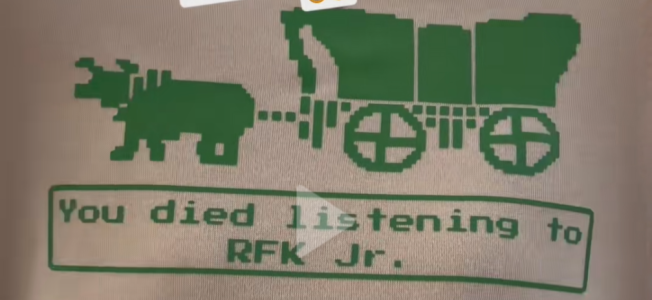 You died listening to
RFK Jr.